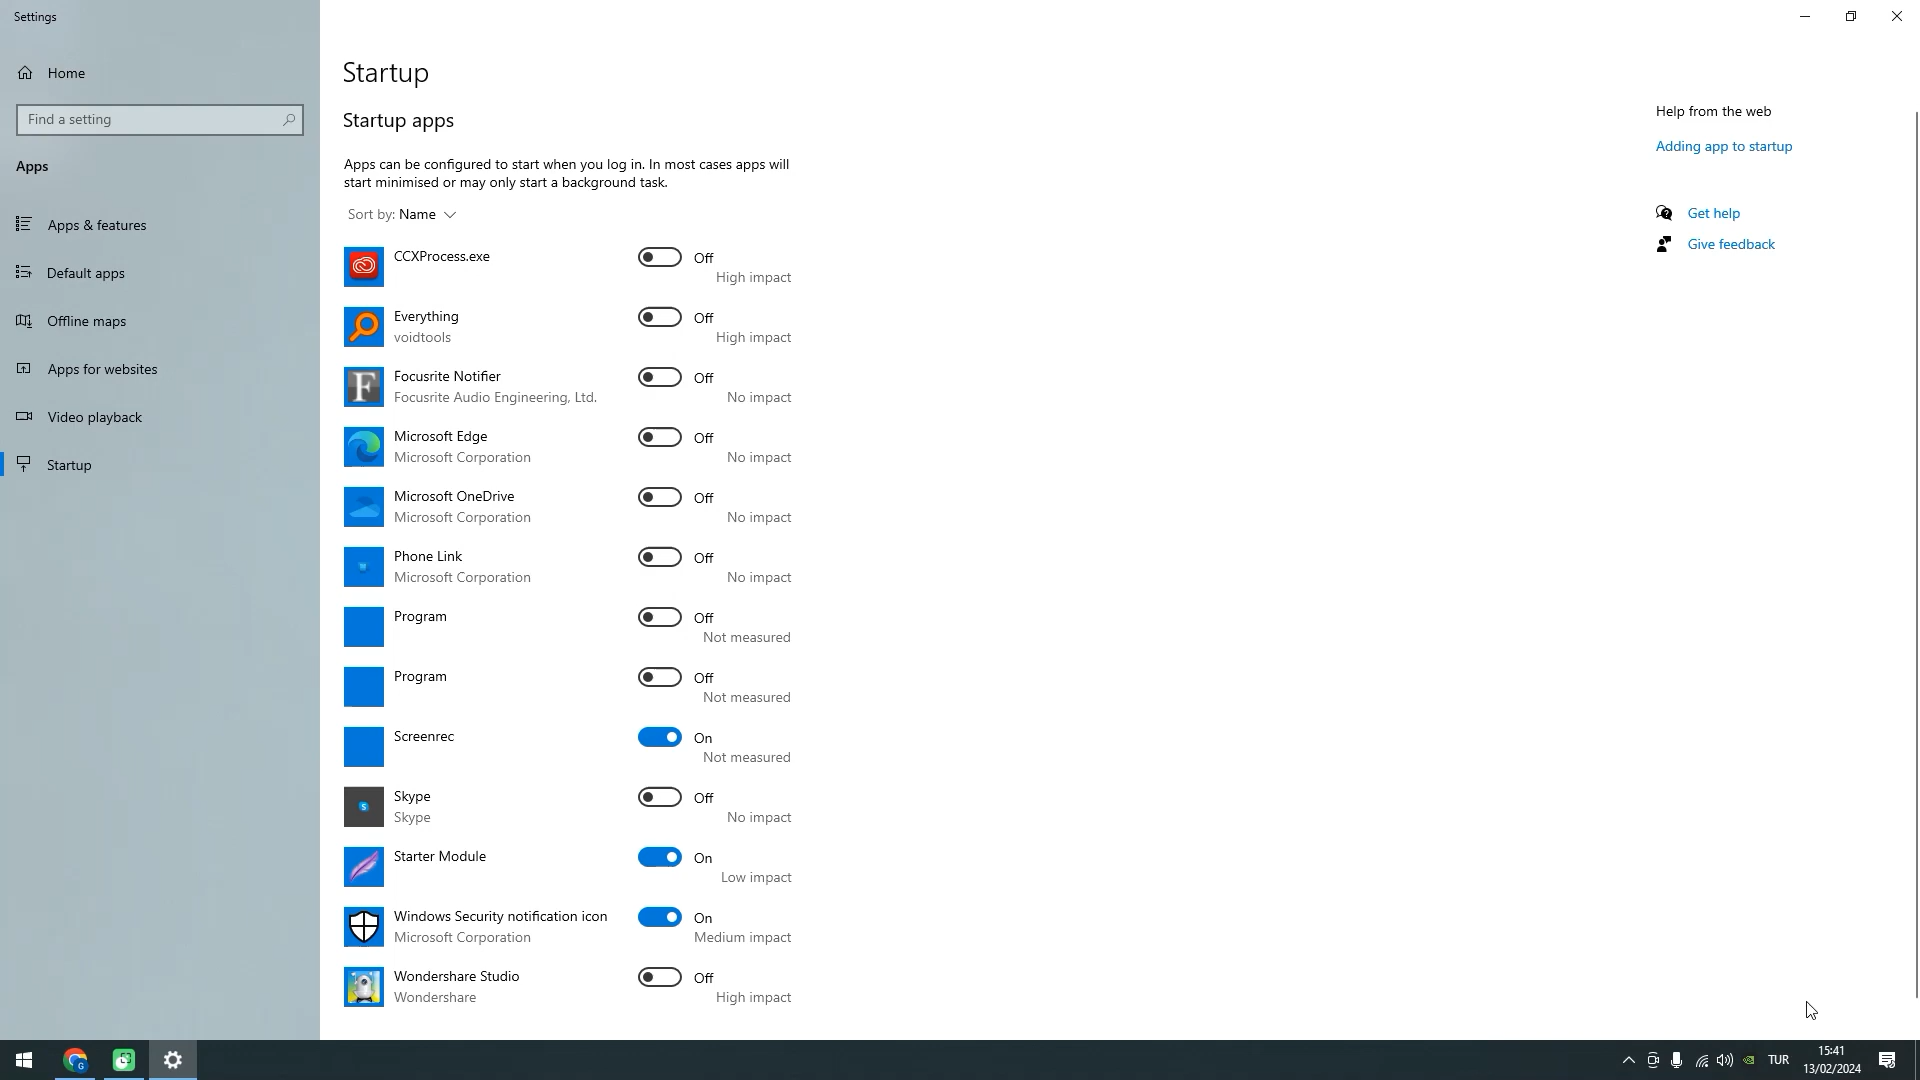 Settings
Home
Find a setting
Apps
Apps & features
Default apps
Offline maps
Apps for websites
Video playback
Startup
Startup
Startup apps
Apps can be configured to start when you log in. In most cases apps will
start minimised or may only start a background task.
Sort by: Name
CCXProcess.exe
Off
High impact
Everything
voidtools
Off
High impact
Focusrite Notifier
Focusrite Audio Engineering, Ltd.
Off
No impact
Microsoft Edge
Microsoft Corporation
Off
No impact
Microsoft OneDrive
Microsoft Corporation
Off
No impact
Phone Link
Microsoft Corporation
Off
No impact
Program
Off
Not measured
Program
Off
Not measured
Screenrec
On
Not measured
Skype
Skype
Off
No impact
Starter Module
On
Low impact
Windows Security notification icon
Microsoft Corporation
On
Medium impact
Wondershare Studio
Wondershare
Off
High impact
Help from the web
Adding app to startup
Get help
Give feedback
TUR
15:41
13/02/2024